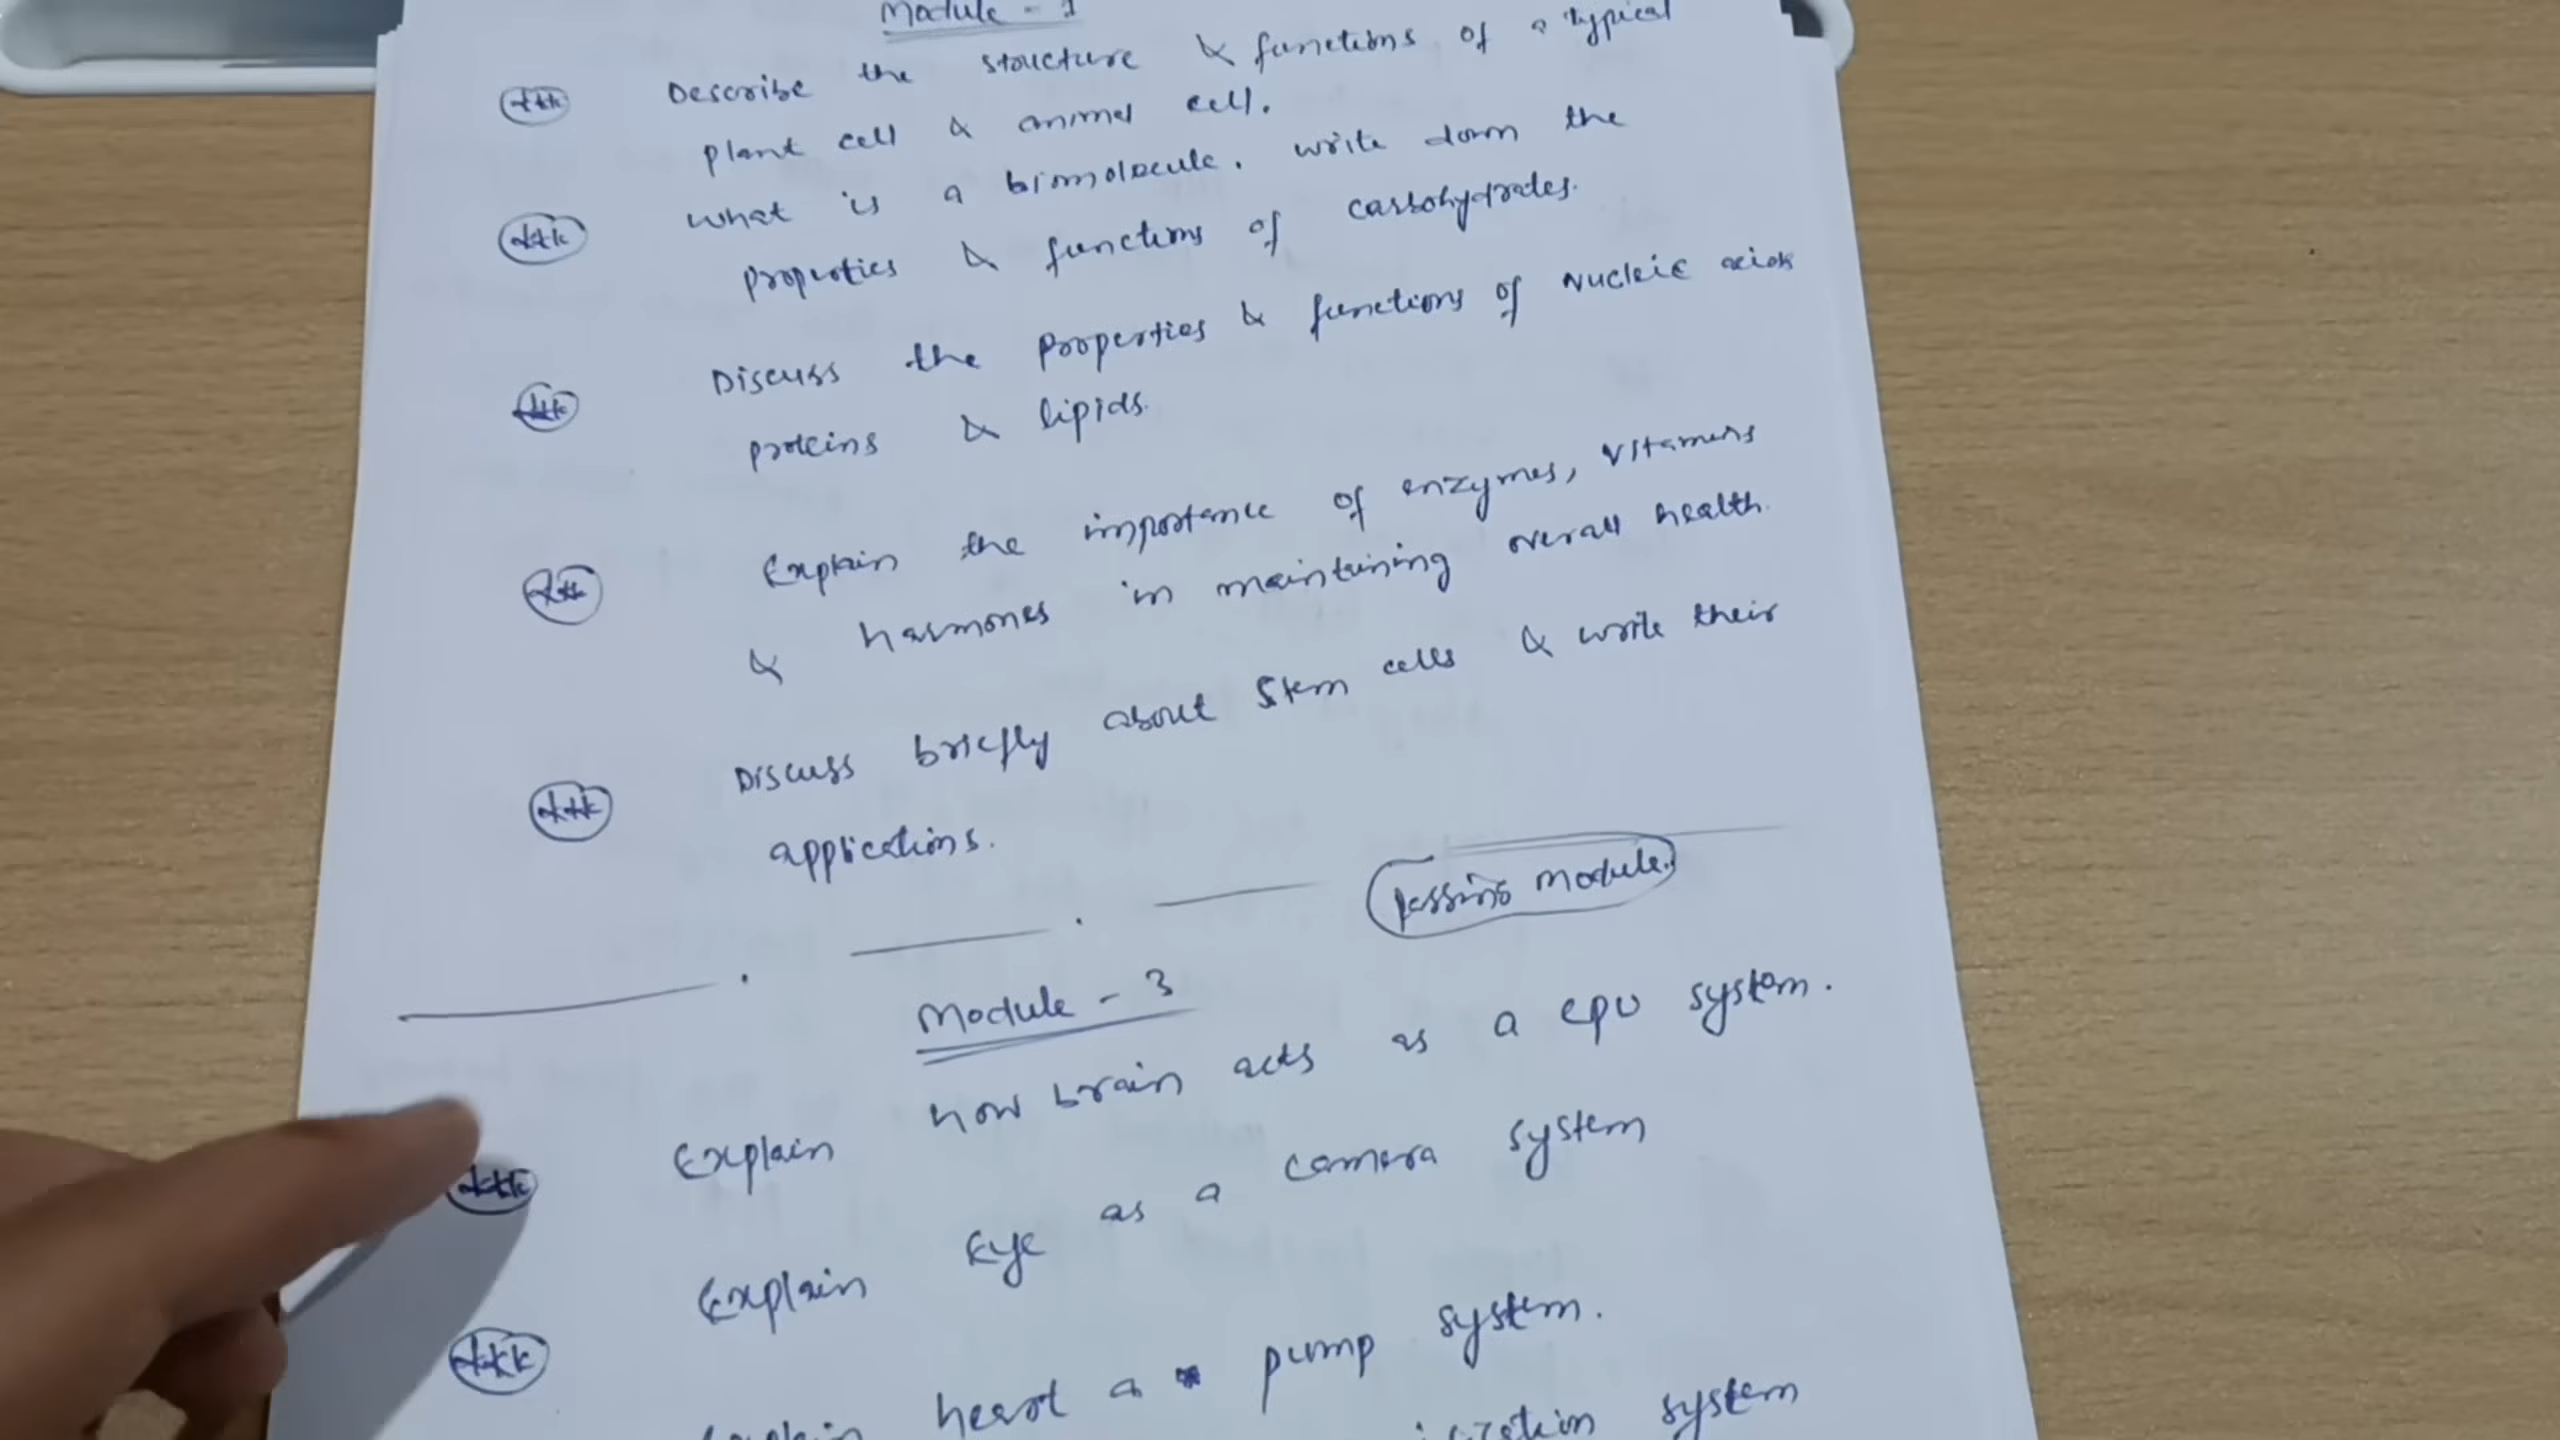 Module - 1
*** Describe the structure & functions of a typical
plant cell & animal cell.
*** What is a biomolecule. write down the
properties & functions of carbohydrates.
*** Discuss the properties & functions of Nucleic acids
proteins & lipids.
*** Explain the importance of enzymes, vitamins
& harmones in maintaining overall health.
*** Discuss briefly about stem cells & write their
applications.
passing module.
Module - 3
*** Explain how brain acts as a CPU system.
Explain Eye as a camera system
*** Explain heart a pump system.
system